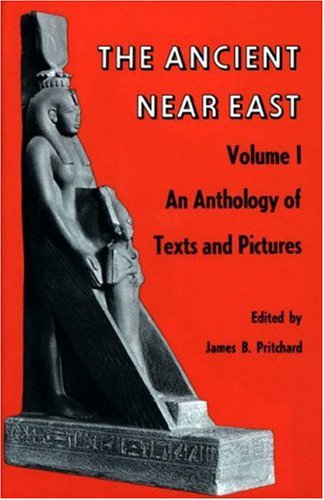 THE ANCIENT
NEAR EAST
Volume I
An Anthology of
Texts and Pictures
Edited by
James B. Pritchard